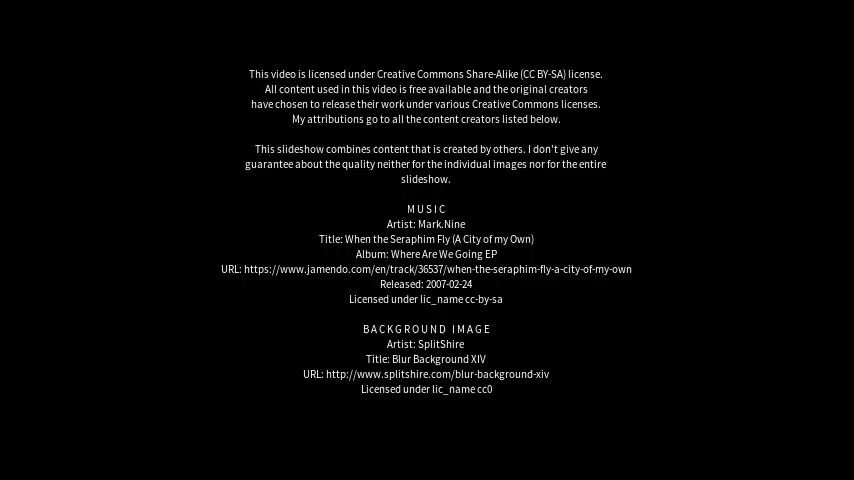 This video is licensed under Creative Commons Share-Alike (CC BY-SA) license.
All content used in this video is free available and the original creators
have chosen to release their work under various Creative Commons licenses.
My attributions go to all the content creators listed below.
This slideshow combines content that is created by others. I don't give any
guarantee about the quality neither for the individual images nor for the entire
slideshow.
MUSIC
Artist: Mark.Nine
Title: When the Seraphim Fly (A City of my Own)
Album: Where Are We Going EP
URL: https://www.jamendo.com/en/track/36537/when-the-seraphim-fly-a-city-of-my-own
Released: 2007-02-24
Licensed under lic_name cc-by-sa
BACKGROUND IMAGE
Artist: SplitShire
Title: Blur Background XIV
URL: http://www.splitshire.com/blur-background-xiv
Licensed under lic_name cc0